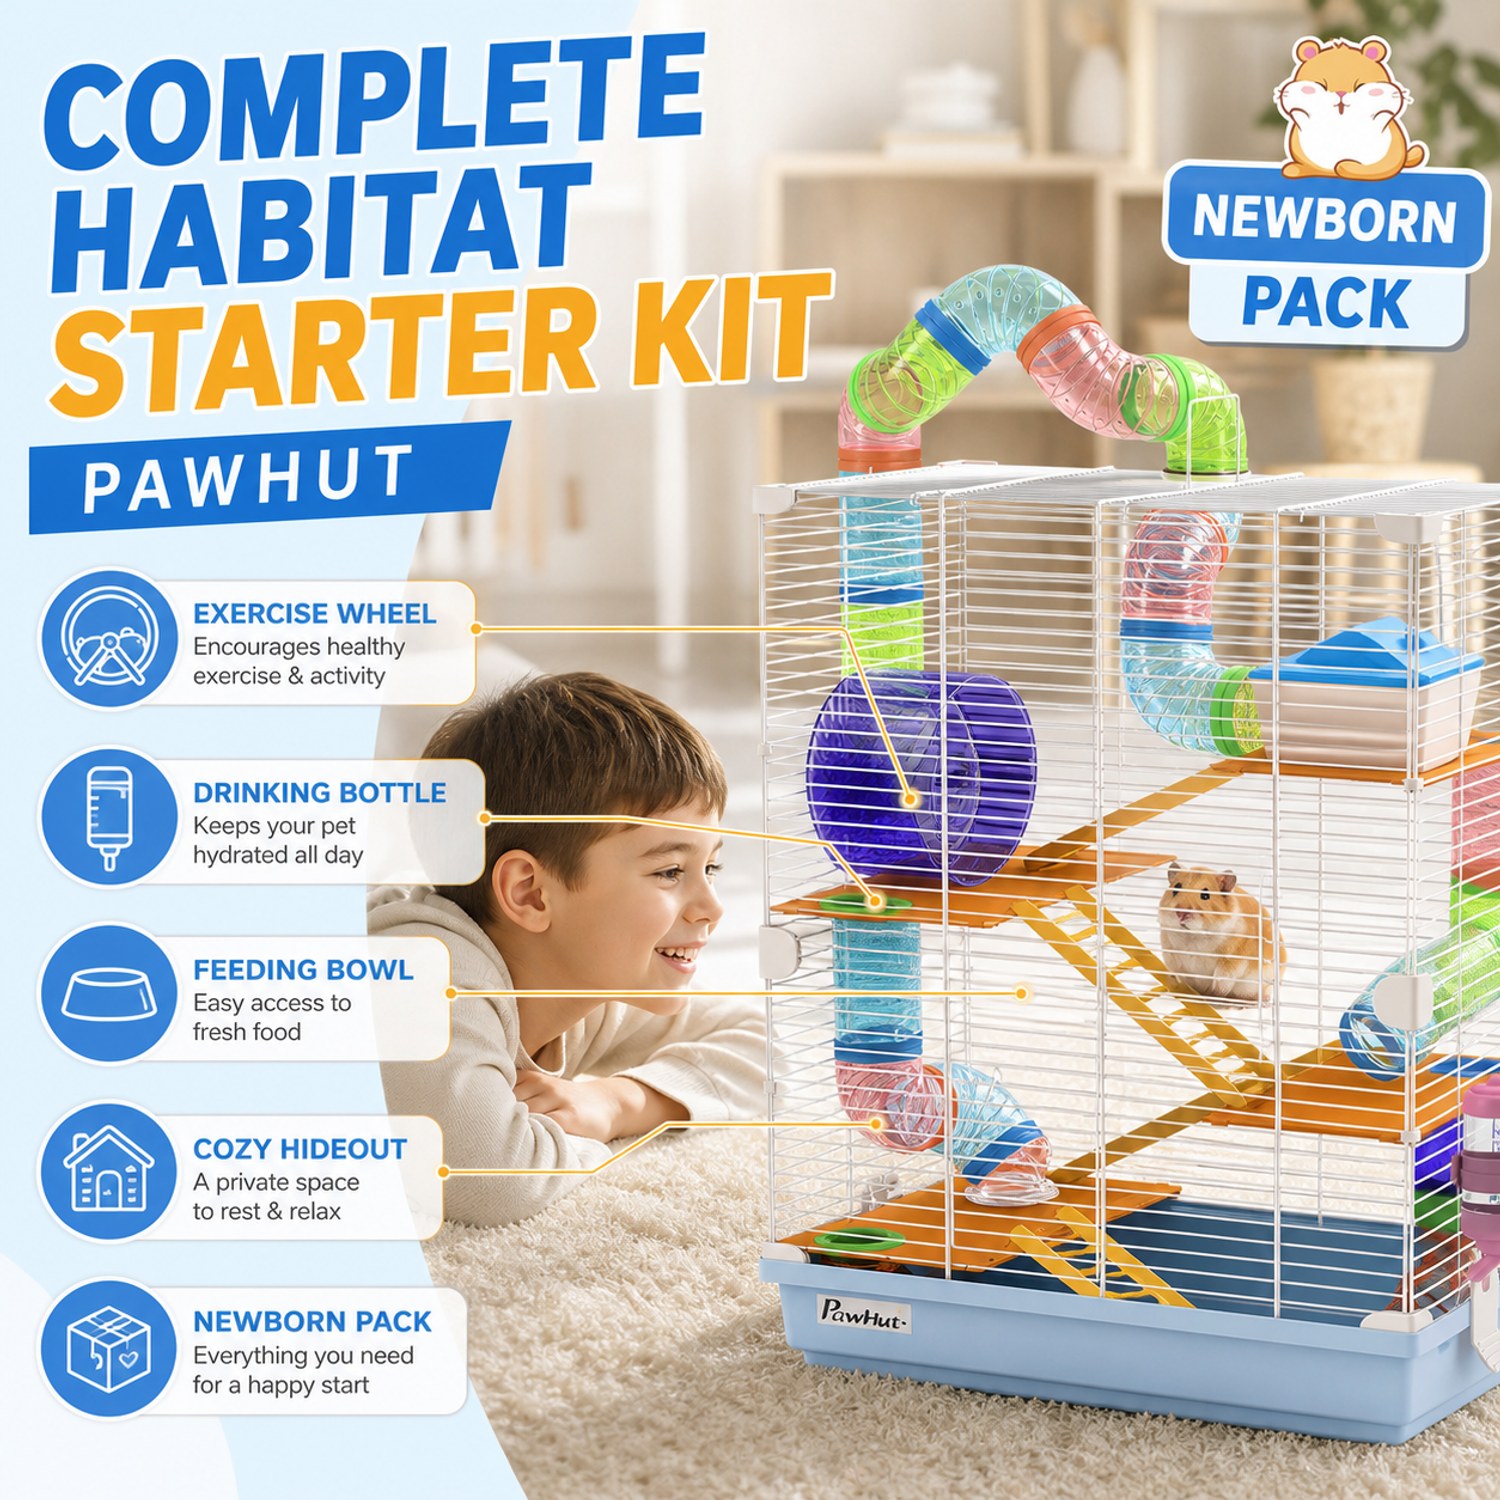 COMPLETE
HABITAT
STARTER KIT
PAWHUT
NEWBORN
PACK
EXERCISE WHEEL
Encourages healthy
exercise & activity
DRINKING BOTTLE
Keeps your pet
hydrated all day
FEEDING BOWL
Easy access to
fresh food
COZY HIDEOUT
A private space
to rest & relax
NEWBORN PACK
Everything you need
for a happy start
PawHut